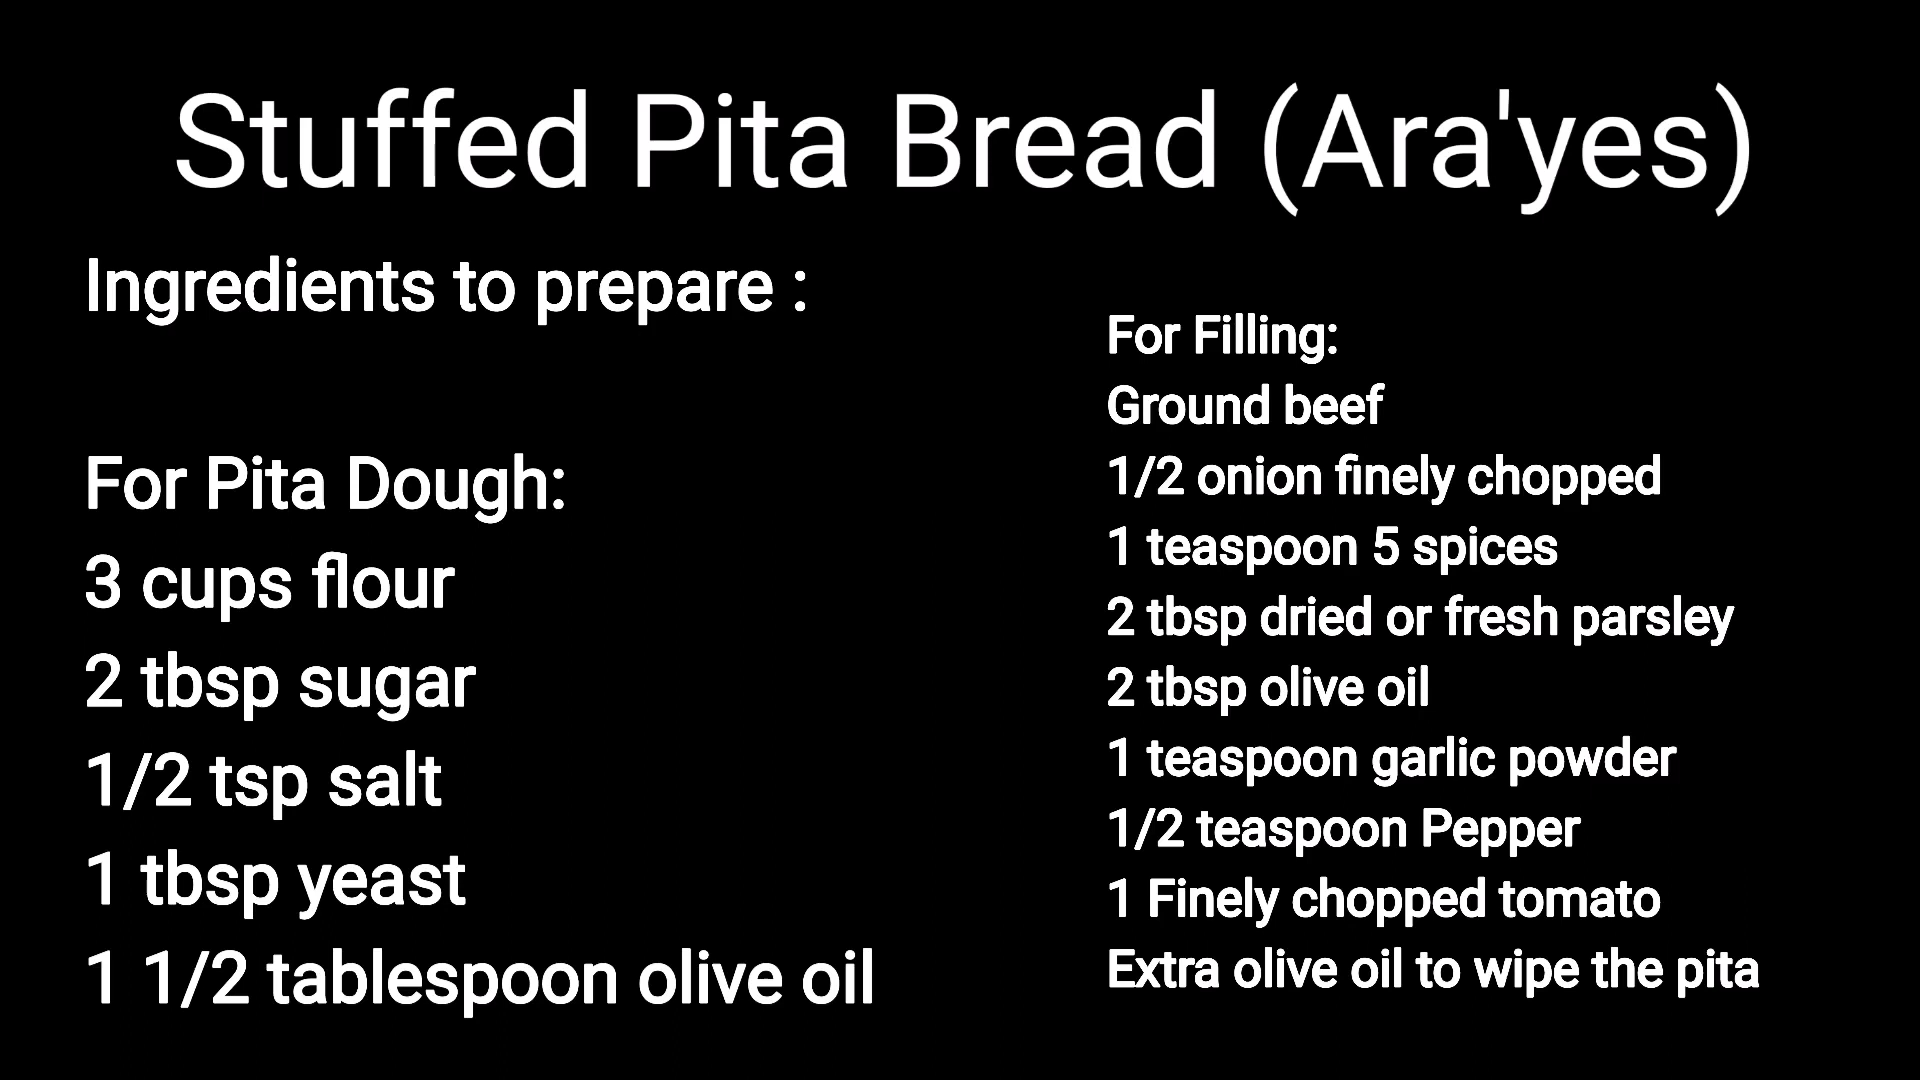 Stuffed Pita Bread (Ara'yes)
Ingredients to prepare :
For Pita Dough:
3 cups flour
2 tbsp sugar
1/2 tsp salt
1 tbsp yeast
1 1/2 tablespoon olive oil
For Filling:
Ground beef
1/2 onion finely chopped
1 teaspoon 5 spices
2 tbsp dried or fresh parsley
2 tbsp olive oil
1 teaspoon garlic powder
1/2 teaspoon Pepper
1 Finely chopped tomato
Extra olive oil to wipe the pita